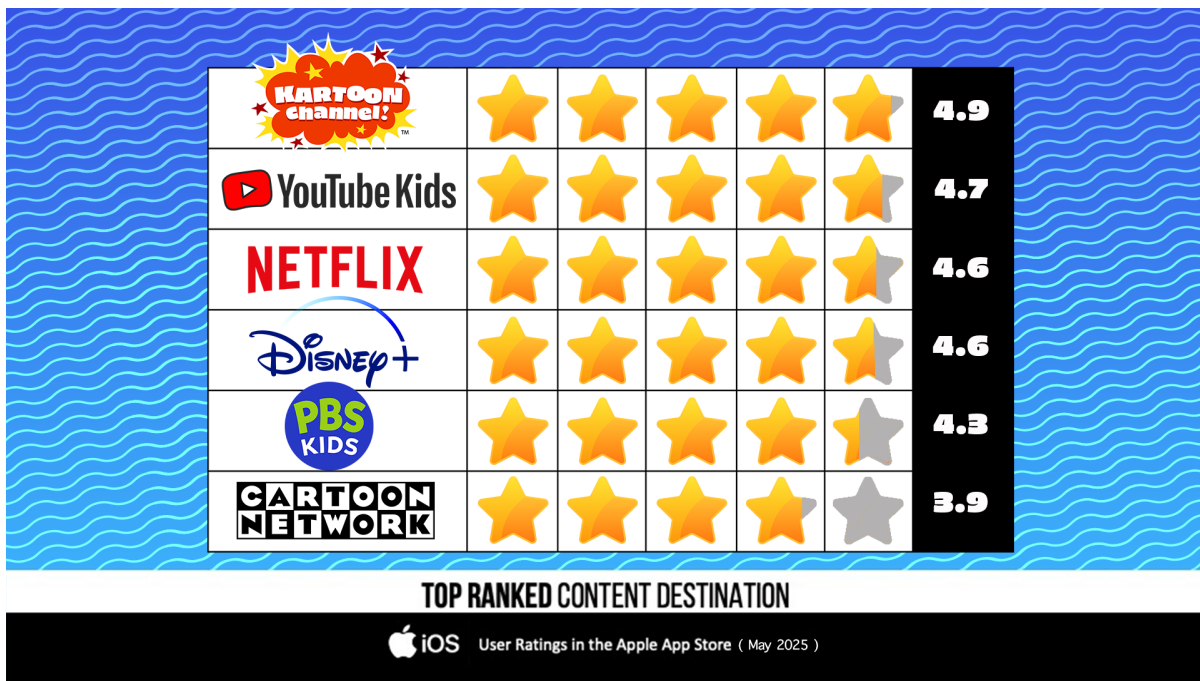 KARTOON
channel!
TM
4.9
YouTube Kids
4.7
NETFLIX
4.6
Disney+
4.6
PBS
KIDS
4.3
CARTOON
NETWORK
3.9
TOP RANKED CONTENT DESTINATION
iOS User Ratings in the Apple App Store ( May 2025 )